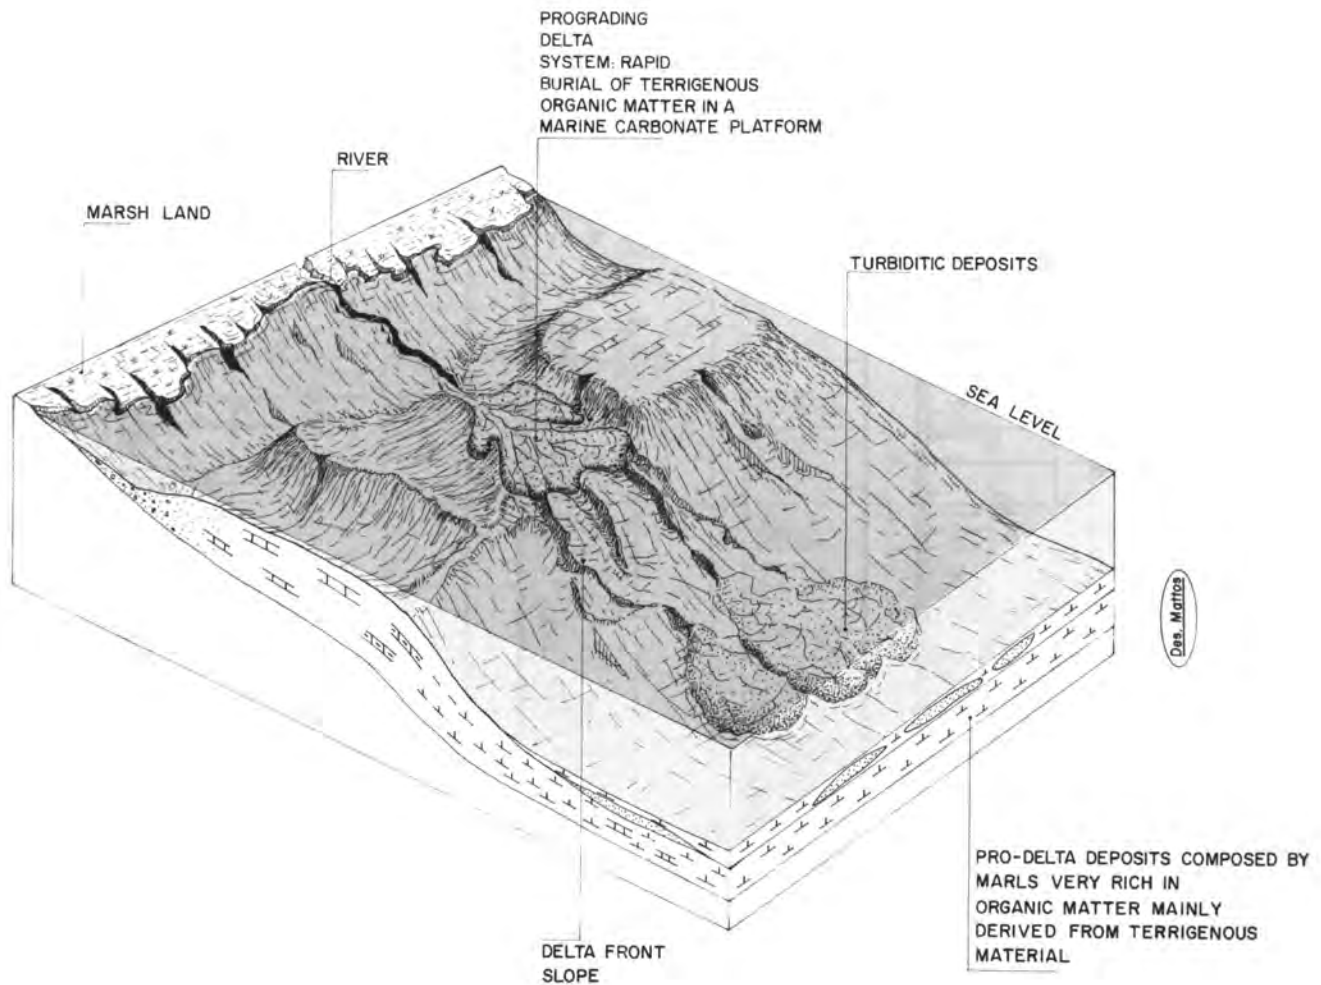 PROGRADING
DELTA
SYSTEM: RAPID
BURIAL OF TERRIGENOUS
ORGANIC MATTER IN A
MARINE CARBONATE PLATFORM
RIVER
MARSH LAND
TURBIDITIC DEPOSITS
SEA LEVEL
Des. Mattos
PRO-DELTA DEPOSITS COMPOSED BY
MARLS VERY RICH IN
ORGANIC MATTER MAINLY
DERIVED FROM TERRIGENOUS
MATERIAL
DELTA FRONT
SLOPE